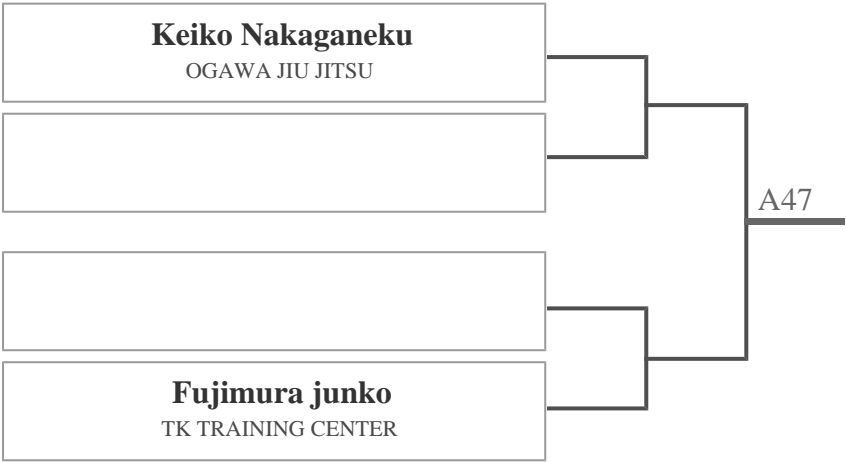 Keiko Nakaganeku
OGAWA JIU JITSU
A47
Fujimura junko
TK TRAINING CENTER